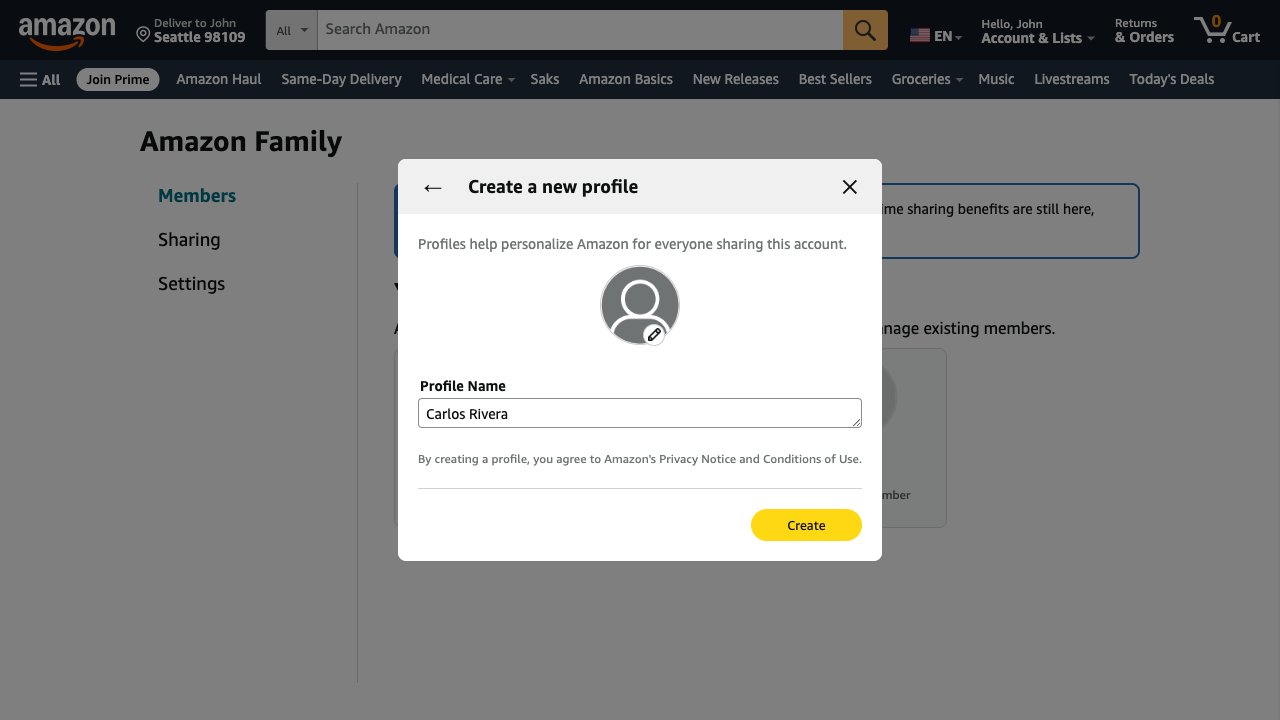 amazon
Deliver to John
Seattle 98109
All
Search Amazon
EN
Hello, John
Account & Lists
Returns
& Orders
0
Cart
All
Join Prime
Amazon Haul
Same-Day Delivery
Medical Care
Saks
Amazon Basics
New Releases
Best Sellers
Groceries
Music
Livestreams
Today's Deals
Amazon Family
Members
Sharing
Settings
sharing benefits are still here,
existing members.
Create a new profile
Profiles help personalize Amazon for everyone sharing this account.
Profile Name
Carlos Rivera
By creating a profile, you agree to Amazon's Privacy Notice and Conditions of Use.
Create